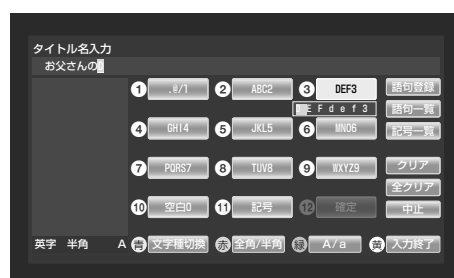 タイトル名入力
お父さんのD
① .@/1 ② ABC2 ③ DEF3 語句登録
DEFdef3 語句一覧
④ GHI4 ⑤ JKL5 ⑥ MNO6 記号一覧
⑦ PQRS7 ⑧ TUV8 ⑨ WXYZ9 クリア
全クリア
⑩ 空白0 ⑪ 記号 ⑫ 確定 中止
英字 半角 A 青 文字種切換 赤 全角/半角 緑 A/a 黄 入力終了